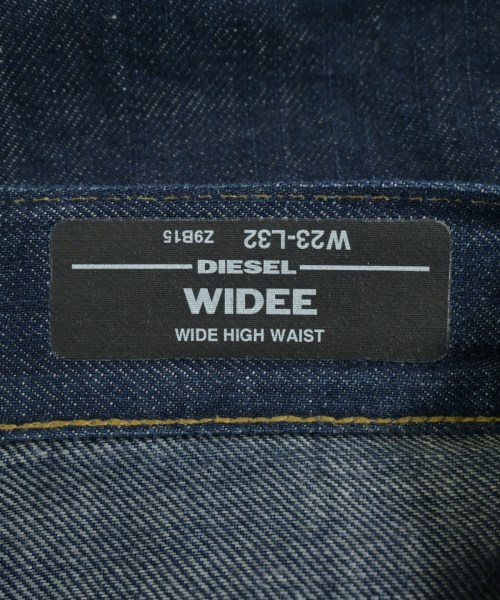 W23-L32 Z9B15
DIESEL
WIDEE
WIDE HIGH WAIST